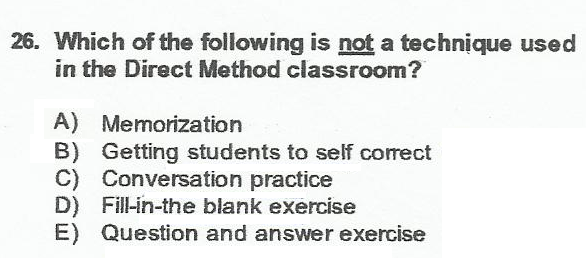 26. Which of the following is not a technique used
in the Direct Method classroom?
A) Memorization
B) Getting students to self correct
C) Conversation practice
D) Fill-in-the blank exercise
E) Question and answer exercise